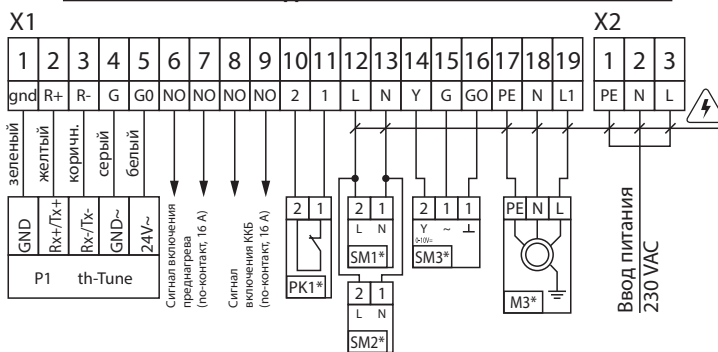 X1 X2
1 2 3 4 5 6 7 8 9 10 11 12 13 14 15 16 17 18 19 1 2 3
gnd R+ R- G G0 NO NO NO NO 2 1 L N Y G GO PE N L1 PE N L
зеленый
желтый
коричн.
серый
белый
GND
Rx+/Tx+
Rx-/Tx-
GND~
24V~
P1 th-Tune
Сигнал включения
преднагрева
(no-контакт, 16 А)
Сигнал
включения ККБ
(no-контакт, 16 А)
2 1
PK1*
2 1
L N
SM1*
2 1
L N
SM2*
2 1 1
Y ~ ⊥
0-10V=
SM3*
PE N L
M3*
Ввод питания
230 VAC